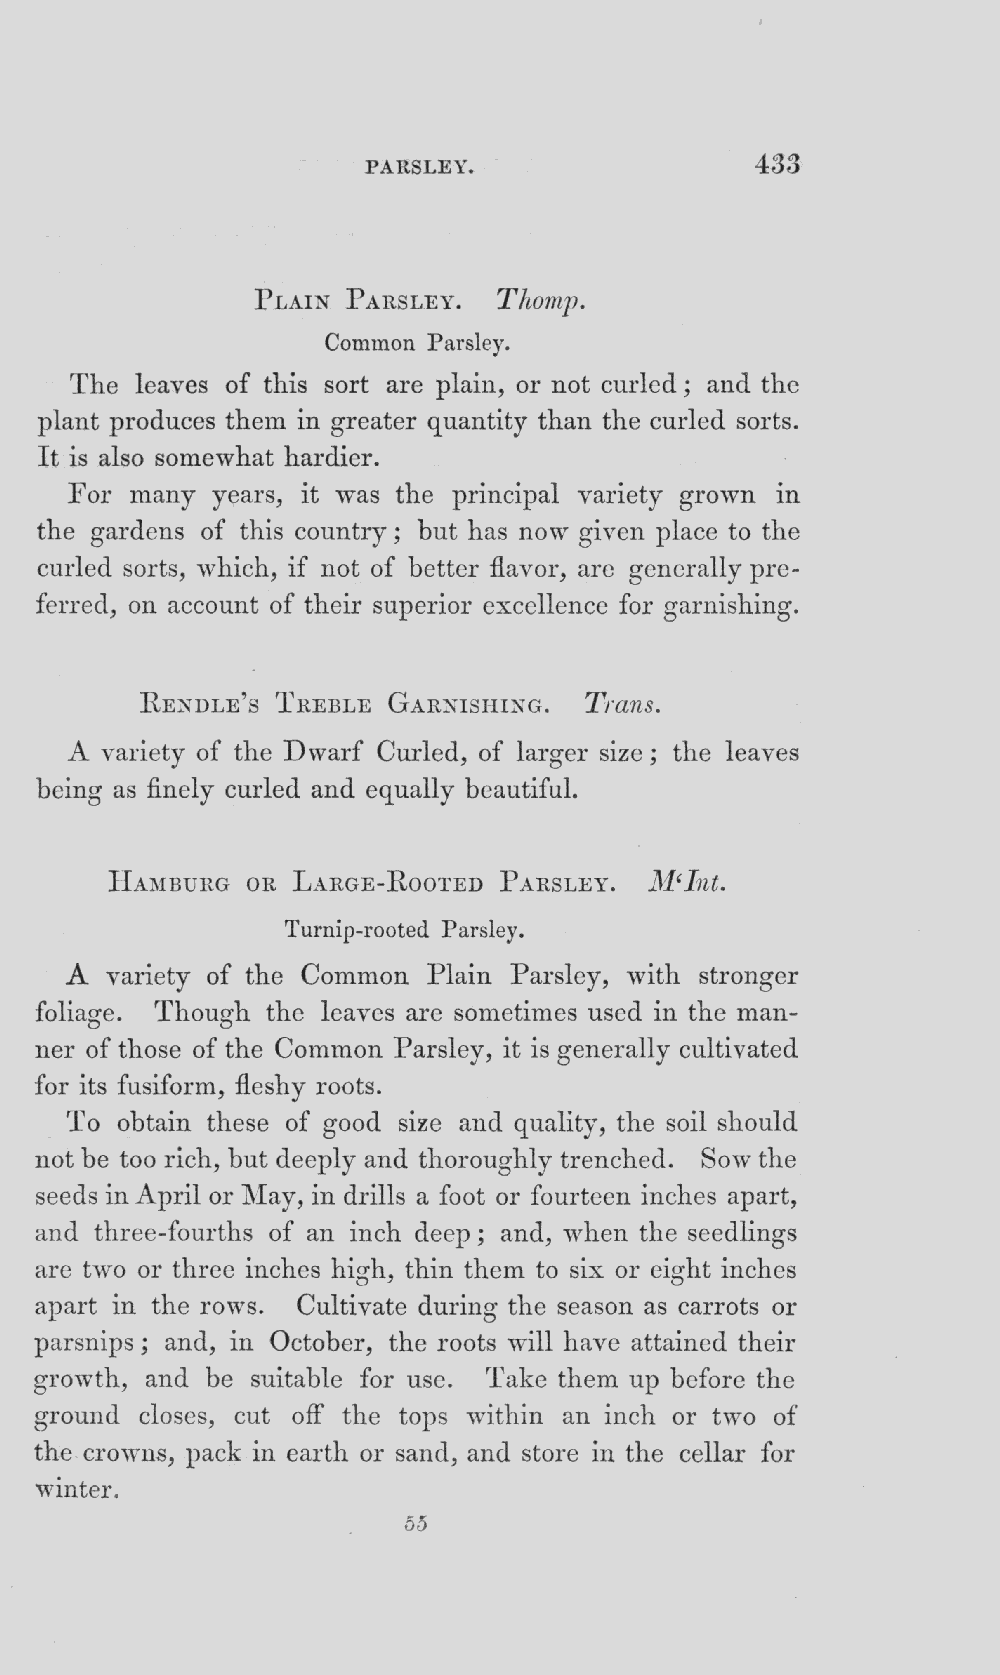 PARSLEY. 433
PLAIN PARSLEY. Thomp.
Common Parsley.
The leaves of this sort are plain, or not curled; and the
plant produces them in greater quantity than the curled sorts.
It is also somewhat hardier.
For many years, it was the principal variety grown in
the gardens of this country; but has now given place to the
curled sorts, which, if not of better flavor, are generally pre-
ferred, on account of their superior excellence for garnishing.
RENDLE'S TREBLE GARNISHING. Trans.
A variety of the Dwarf Curled, of larger size; the leaves
being as finely curled and equally beautiful.
HAMBURG OR LARGE-ROOTED PARSLEY. M‘Int.
Turnip-rooted Parsley.
A variety of the Common Plain Parsley, with stronger
foliage. Though the leaves are sometimes used in the man-
ner of those of the Common Parsley, it is generally cultivated
for its fusiform, fleshy roots.
To obtain these of good size and quality, the soil should
not be too rich, but deeply and thoroughly trenched. Sow the
seeds in April or May, in drills a foot or fourteen inches apart,
and three-fourths of an inch deep; and, when the seedlings
are two or three inches high, thin them to six or eight inches
apart in the rows. Cultivate during the season as carrots or
parsnips; and, in October, the roots will have attained their
growth, and be suitable for use. Take them up before the
ground closes, cut off the tops within an inch or two of
the crowns, pack in earth or sand, and store in the cellar for
winter.
55